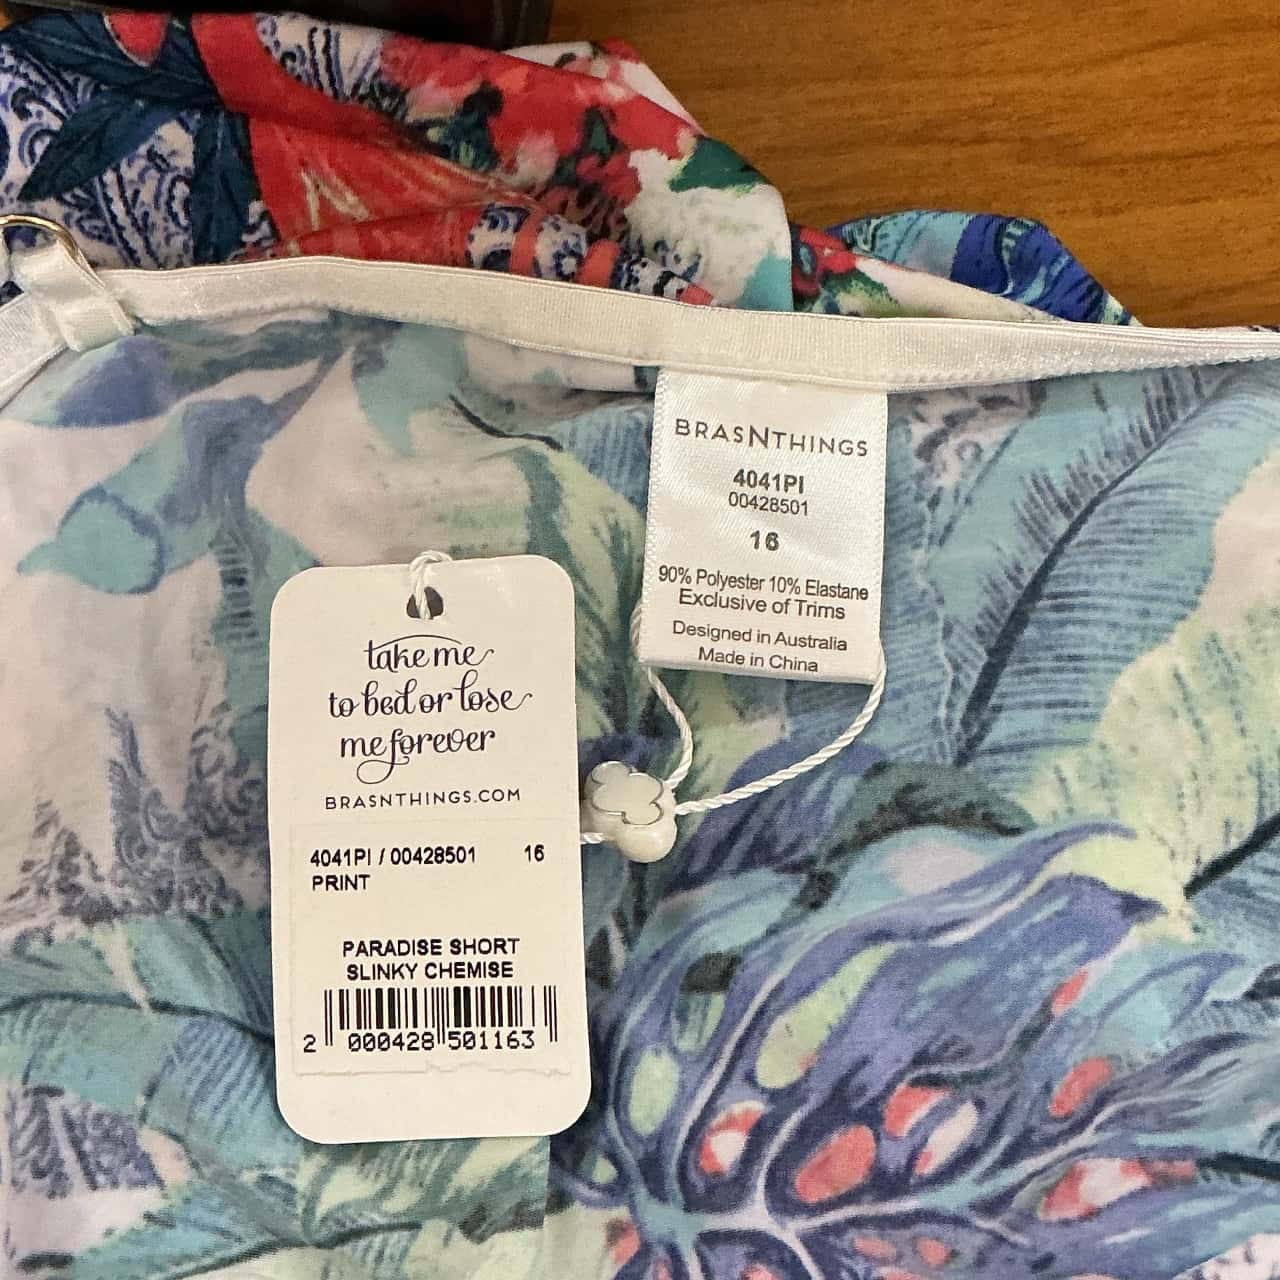 BRASNTHINGS
4041PI
00428501
16
90% Polyester 10% Elastane
Exclusive of Trims
Designed in Australia
Made in China
take me
to bed or lose
me forever
BRASNTHINGS.COM
4041PI / 00428501 16
PRINT
PARADISE SHORT
SLINKY CHEMISE
2 000428 501163